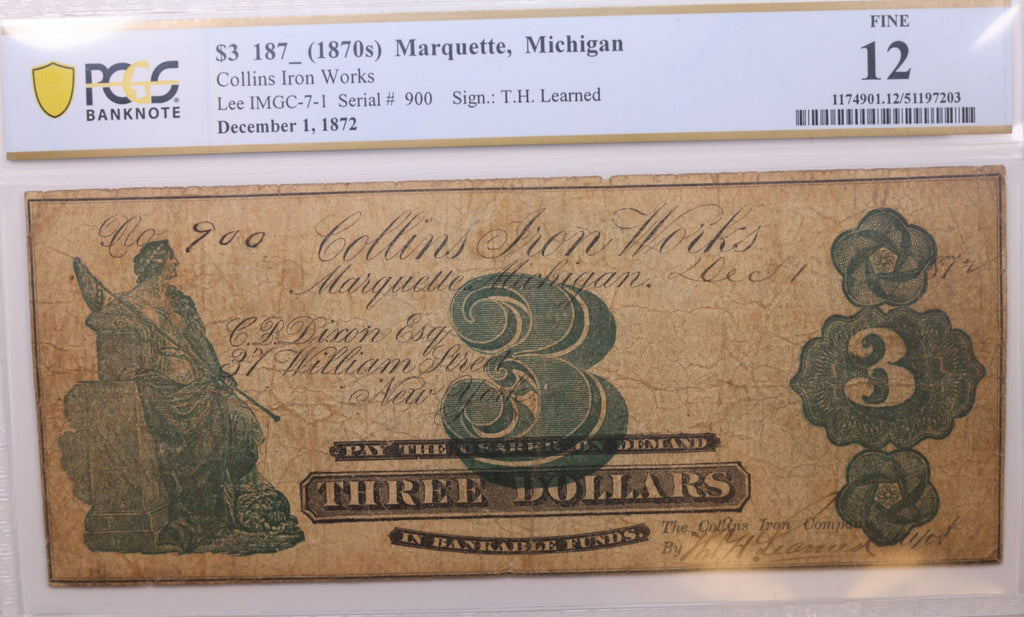 PCGS
BANKNOTE
$3 187_ (1870s) Marquette, Michigan
Collins Iron Works
Lee IMGC-7-1 Serial # 900 Sign.: T.H. Learned
December 1, 1872
FINE
12
1174901.12/51197203
No 900
Collins Iron Works
Marquette, Michigan. Dec 1 1872
C.P. Dixon Esq
37 William Street
New York
3
3
PAY THE BEARER ON DEMAND
THREE DOLLARS
IN BANKABLE FUNDS.
The Collins Iron Company
By T H Learned